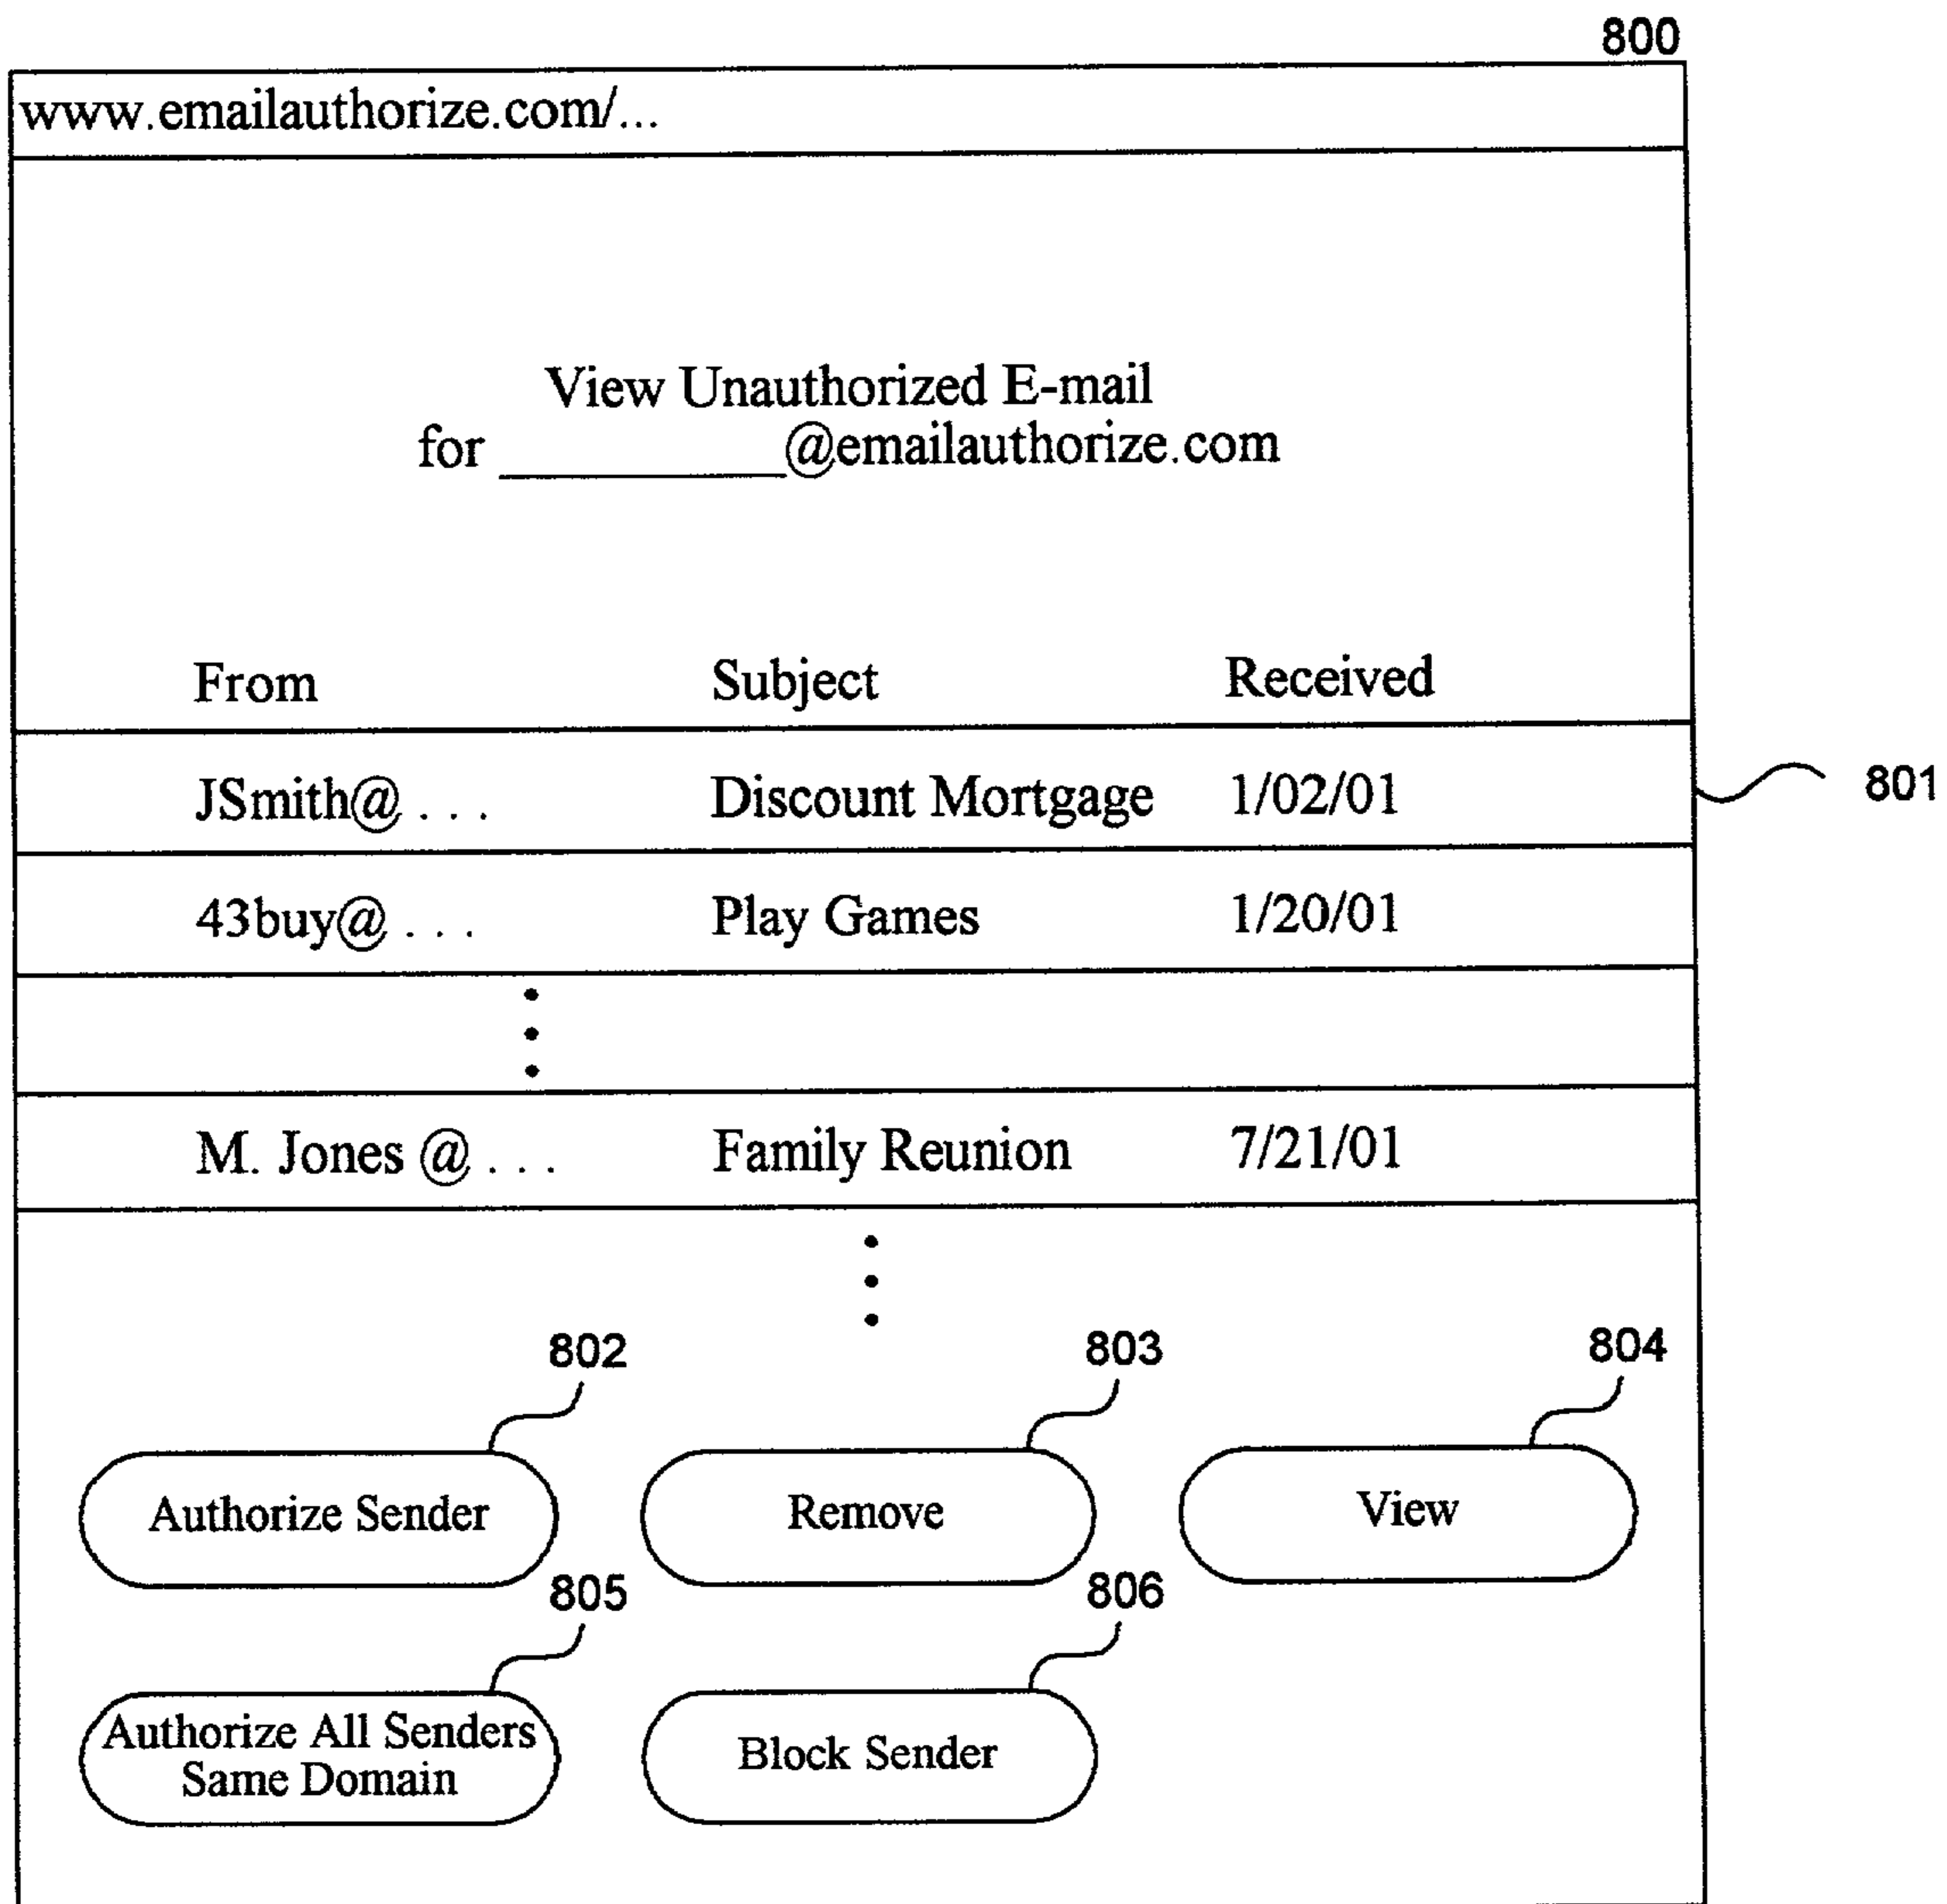 800
www.emailauthorize.com/...
View Unauthorized E-mail
for __________@emailauthorize.com
From Subject Received
JSmith@ . . . Discount Mortgage 1/02/01
801
43buy@ . . . Play Games 1/20/01
M. Jones @ . . . Family Reunion 7/21/01
802 803 804
Authorize Sender Remove View
805 806
Authorize All Senders
Same Domain
Block Sender